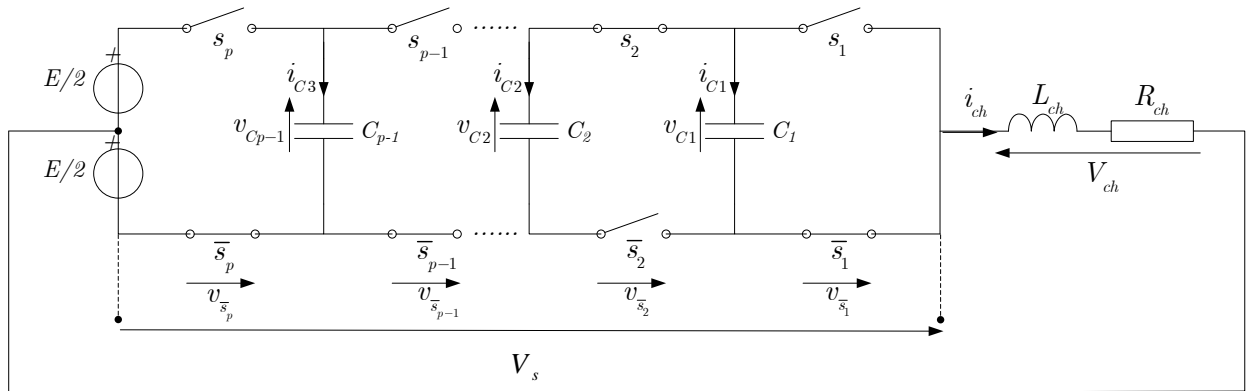 s_p s_{p−1} ...... s_2 s_1
+ E/2
i_{C3} i_{C2} i_{C1}
v_{Cp−1} C_{p-1} v_{C2} C_2 v_{C1} C_1
i_{ch} L_{ch} R_{ch}
V_{ch}
+ E/2
s̅_p s̅_{p−1} ...... s̅_2 s̅_1
v_{s̅_p} v_{s̅_{p−1}} v_{s̅_2} v_{s̅_1}
V_s